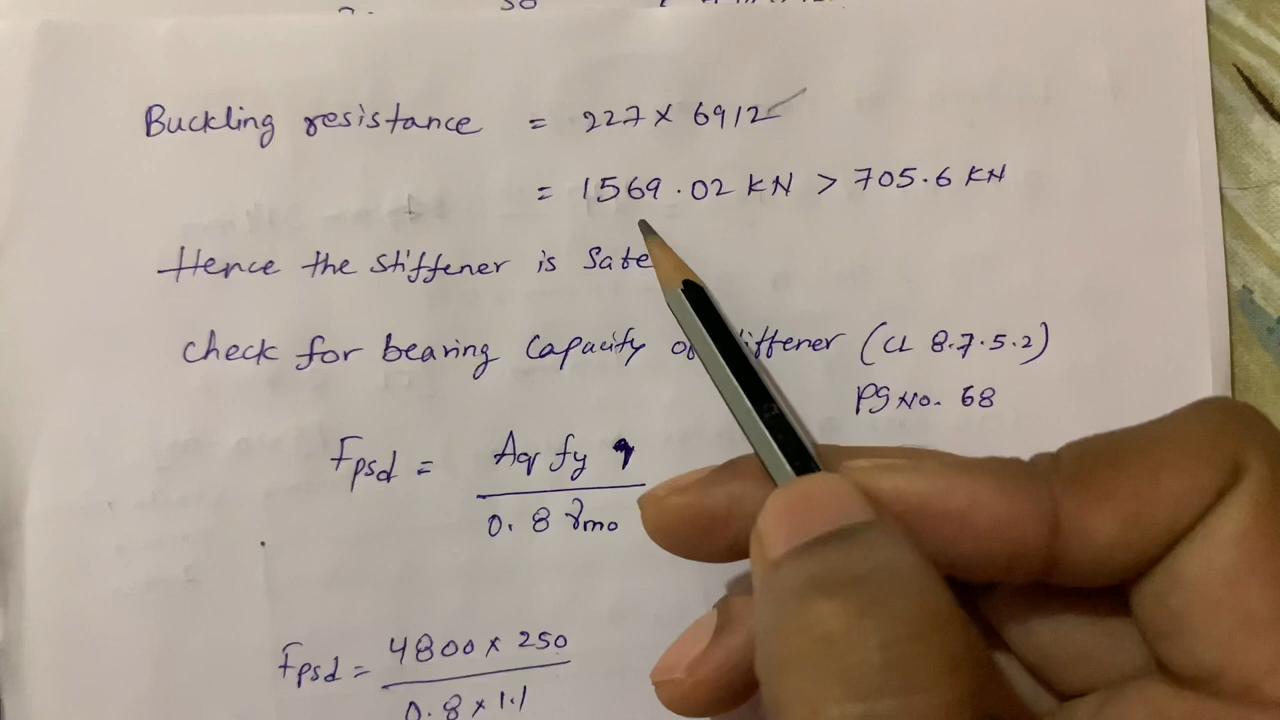 Buckling resistance = 227 × 6912
= 1569.02 KN > 705.6 KN
Hence the stiffener is Safe
check for bearing Capacity of stiffener (CL 8.7.5.2)
PG No. 68
Fpsd = Aq fy
0.8 γmo
Fpsd = 4800 × 250
0.8 × 1.1